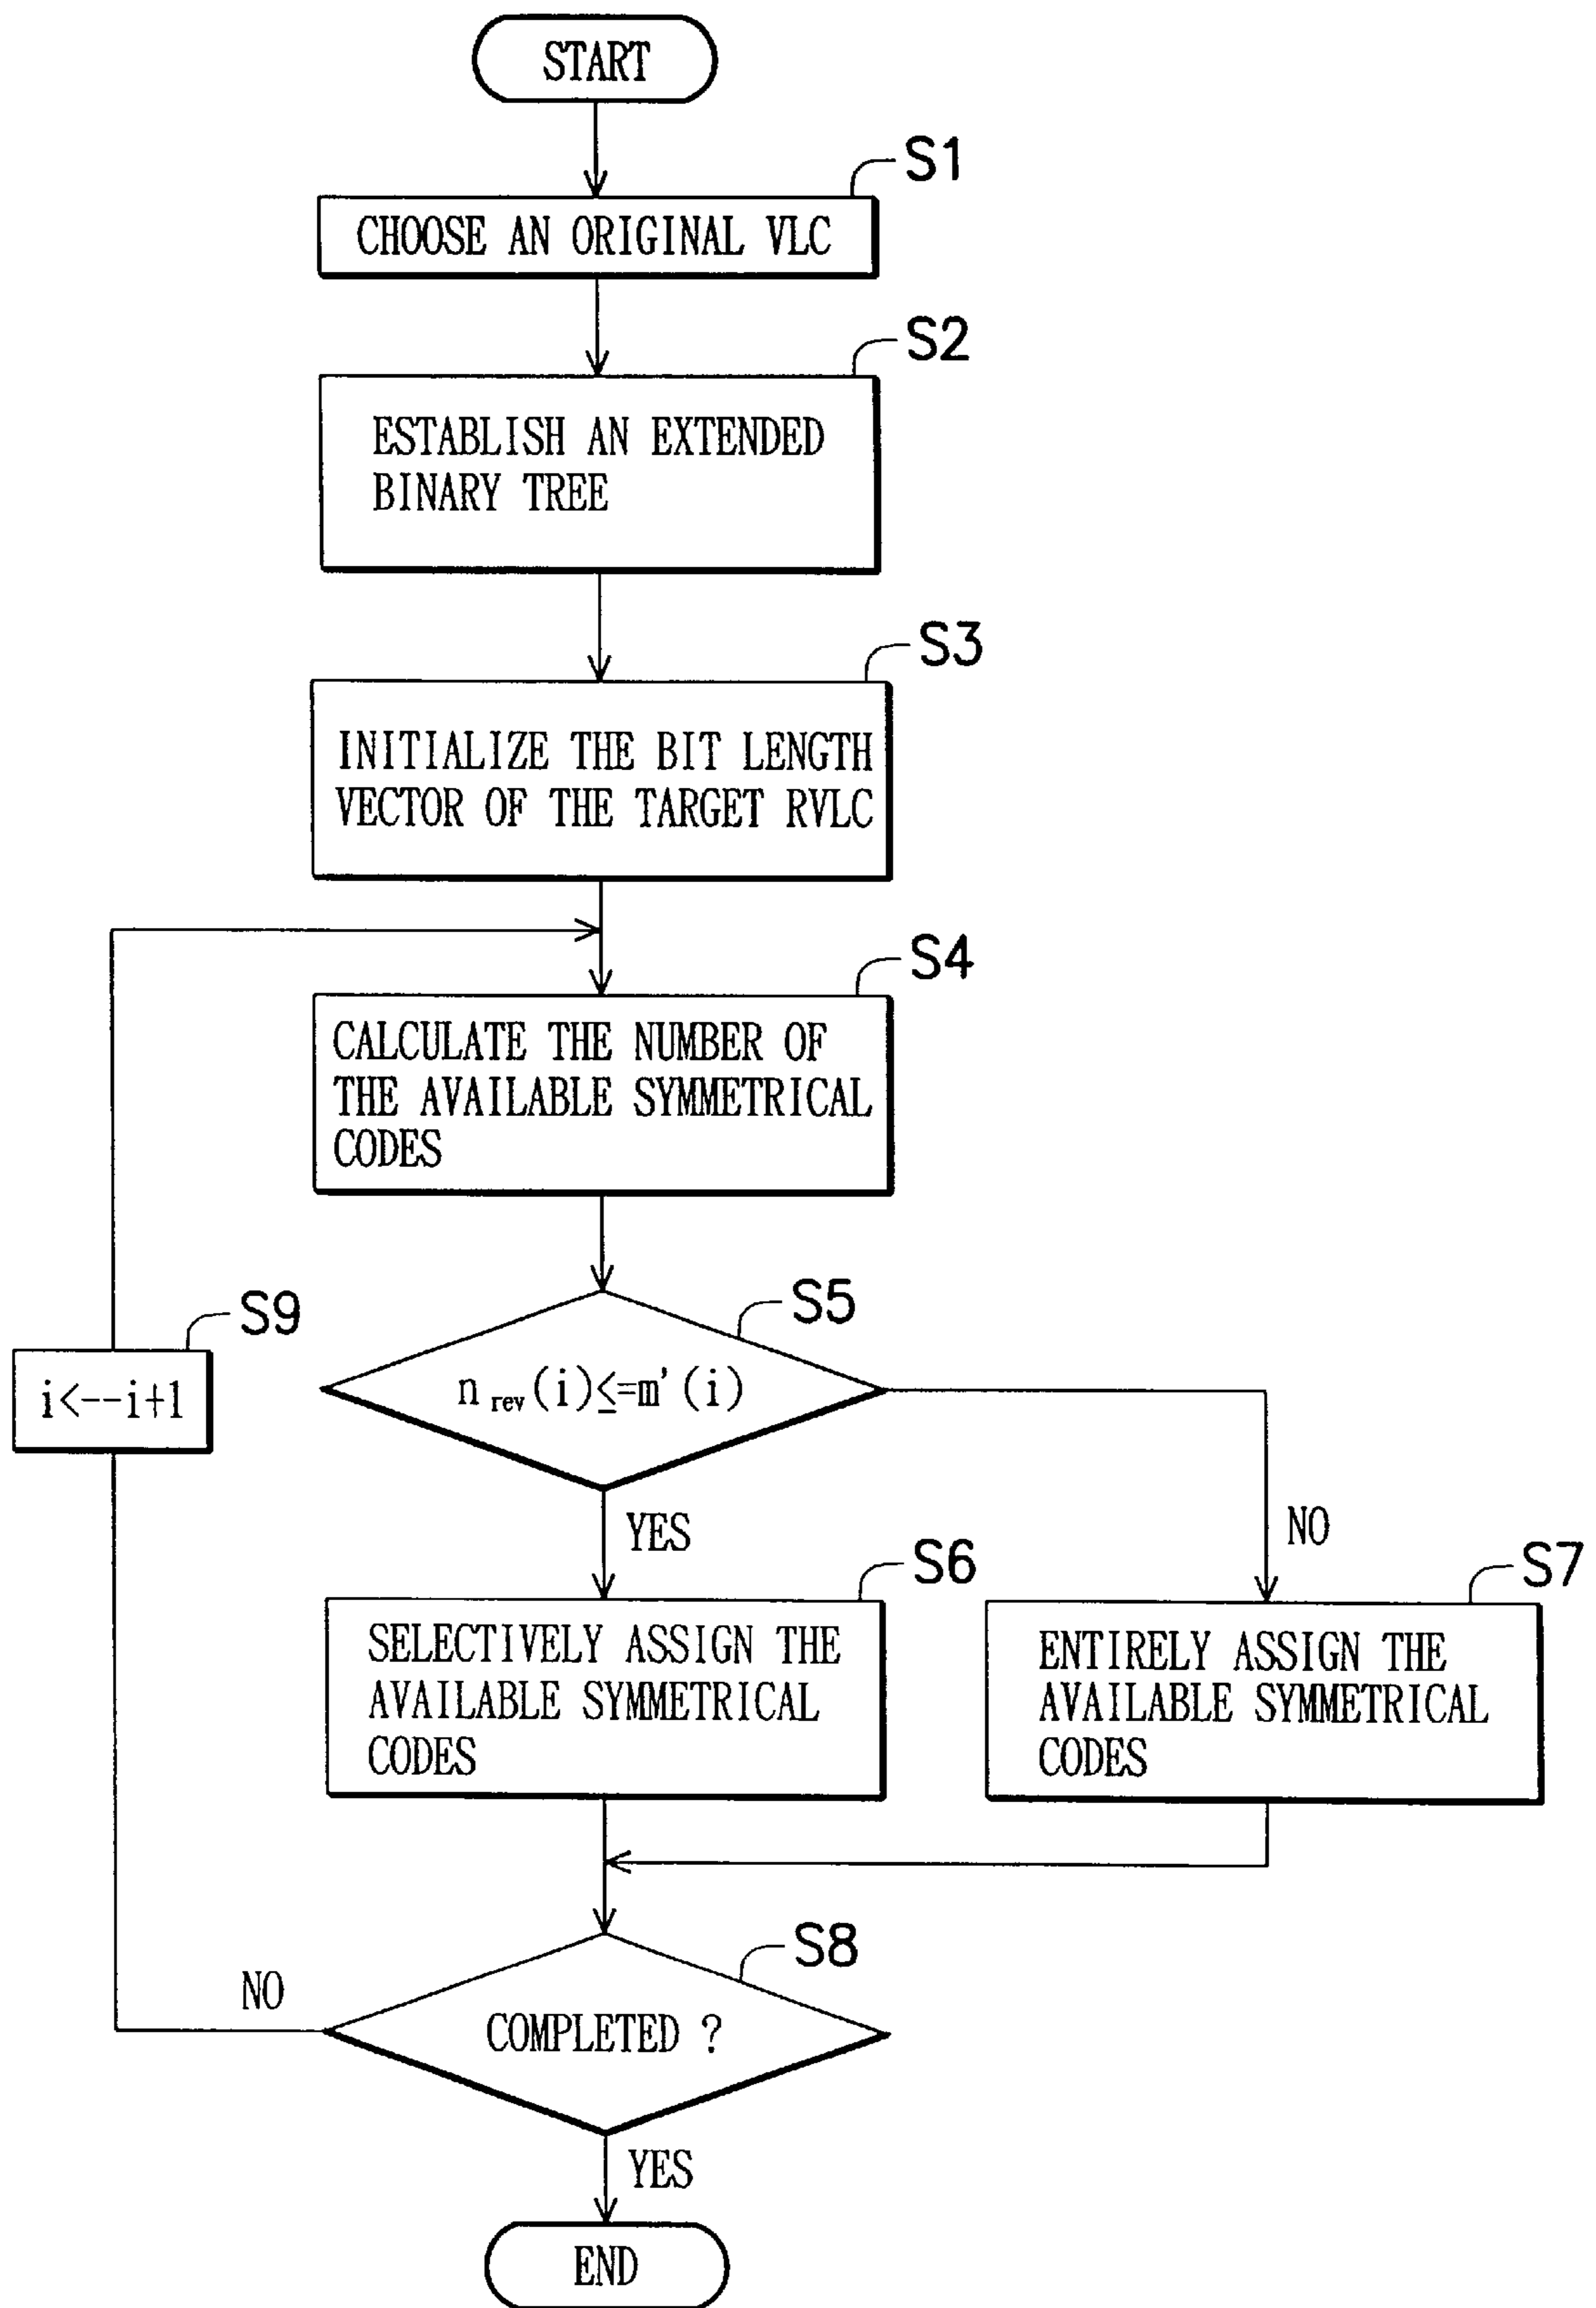 START
S1
CHOOSE AN ORIGINAL VLC
S2
ESTABLISH AN EXTENDED
BINARY TREE
S3
INITIALIZE THE BIT LENGTH
VECTOR OF THE TARGET RVLC
S4
CALCULATE THE NUMBER OF
THE AVAILABLE SYMMETRICAL
CODES
S9
i<--i+1
S5
n rev (i)≤=m'(i)
YES
NO
S6
SELECTIVELY ASSIGN THE
AVAILABLE SYMMETRICAL
CODES
S7
ENTIRELY ASSIGN THE
AVAILABLE SYMMETRICAL
CODES
S8
COMPLETED ?
NO
YES
END